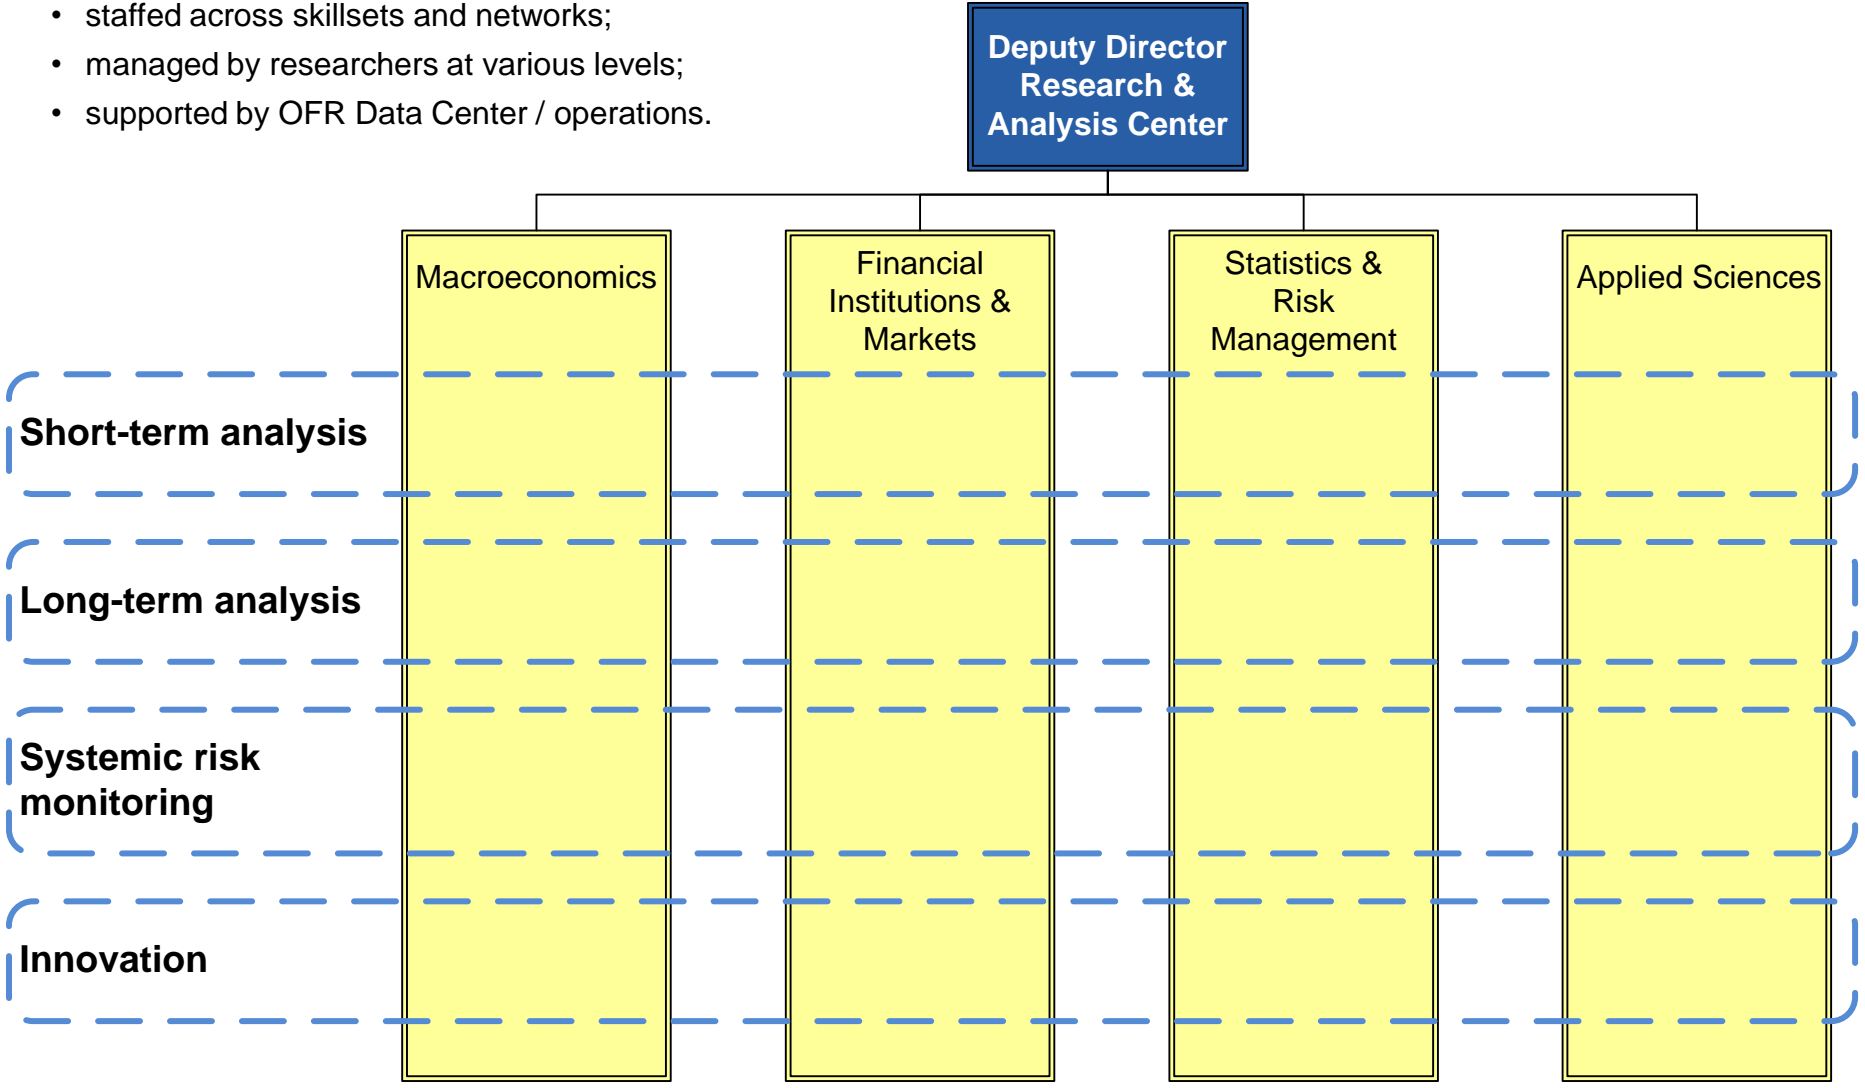 • staffed across skillsets and networks;
• managed by researchers at various levels;
• supported by OFR Data Center / operations.
Deputy Director
Research &
Analysis Center
Macroeconomics
Financial
Institutions &
Markets
Statistics &
Risk
Management
Applied Sciences
Short-term analysis
Long-term analysis
Systemic risk
monitoring
Innovation